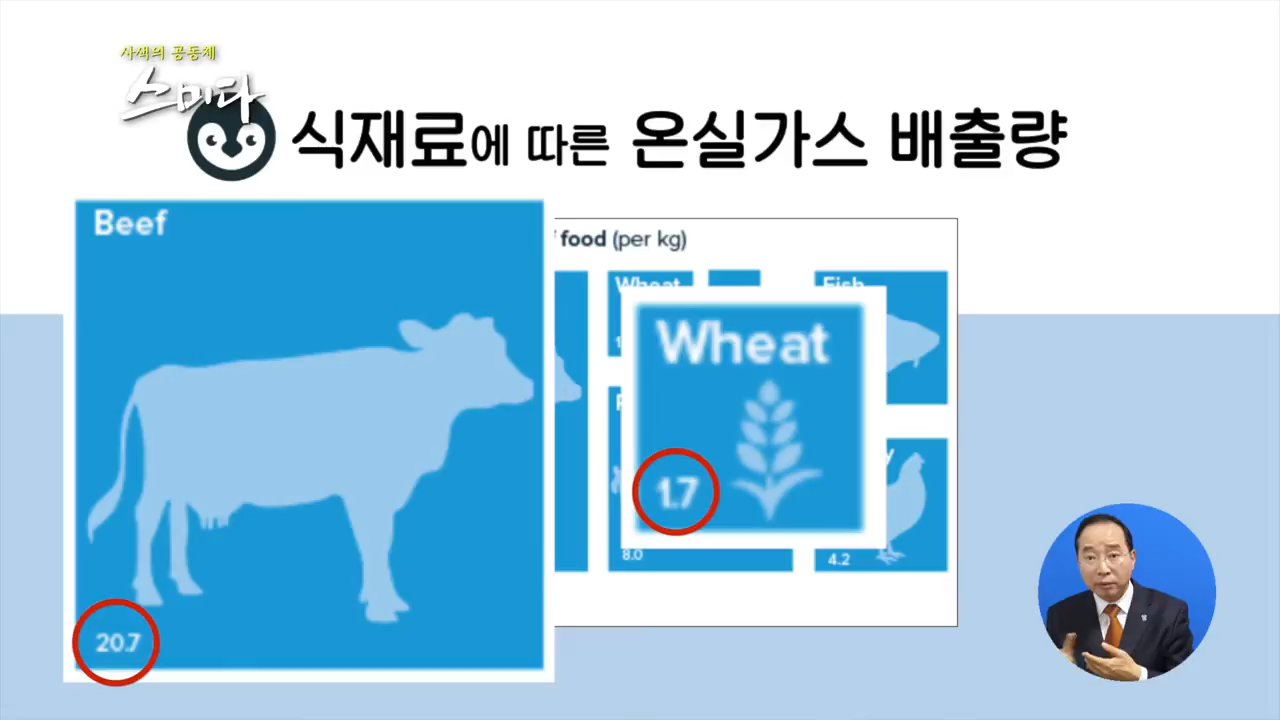 사색의 공동체
스미다
식재료에 따른 온실가스 배출량
Beef
food (per kg)
Wheat
Fish
Wheat
1.7
8.0
4.2
20.7